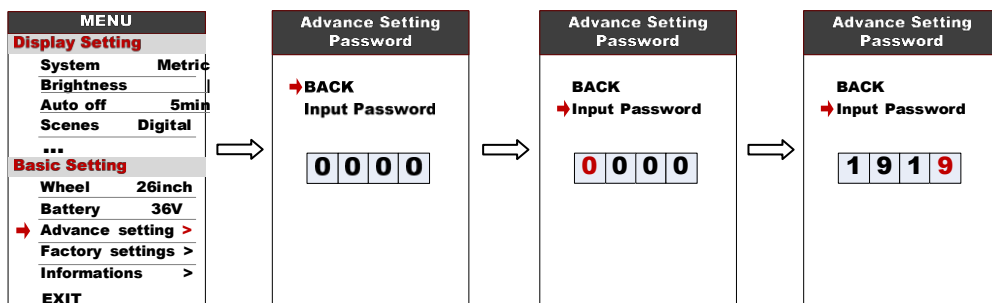 MENU
Display Setting
System Metric
Brightness |
Auto off 5min
Scenes Digital
...
Basic Setting
Wheel 26inch
Battery 36V
Advance setting >
Factory settings >
Informations >
EXIT
Advance Setting
Password
BACK
Input Password
0 0 0 0
Advance Setting
Password
BACK
Input Password
0 0 0 0
Advance Setting
Password
BACK
Input Password
1 9 1 9